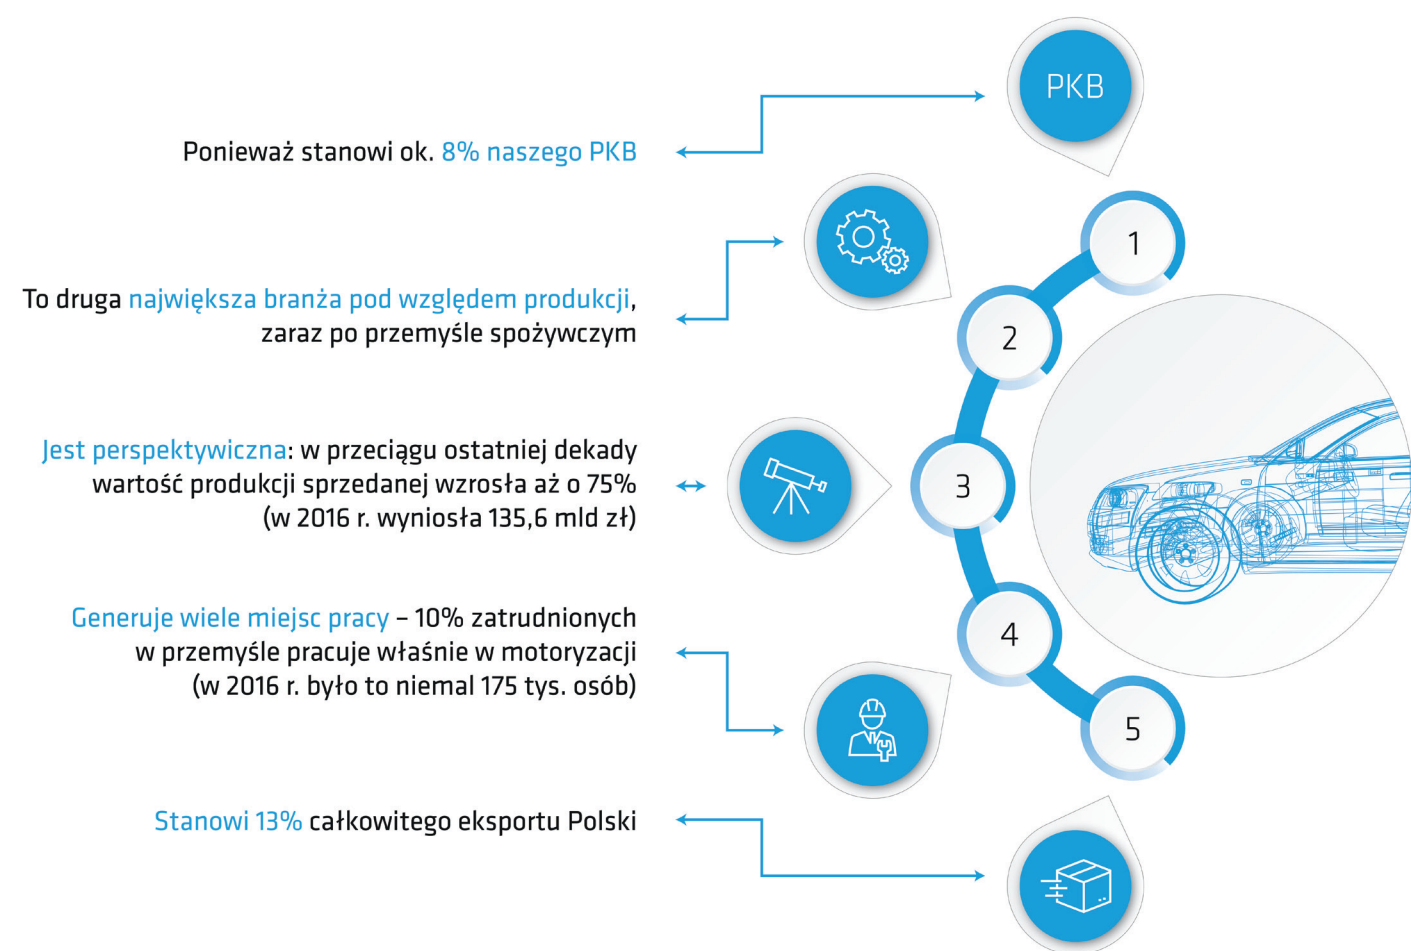 PKB
Ponieważ stanowi ok. 8% naszego PKB
1
To druga największa branża pod względem produkcji,
zaraz po przemyśle spożywczym
2
Jest perspektywiczna: w przeciągu ostatniej dekady
wartość produkcji sprzedanej wzrosła aż o 75%
(w 2016 r. wyniosła 135,6 mld zł)
3
Generuje wiele miejsc pracy – 10% zatrudnionych
w przemyśle pracuje właśnie w motoryzacji
(w 2016 r. było to niemal 175 tys. osób)
4
Stanowi 13% całkowitego eksportu Polski
5